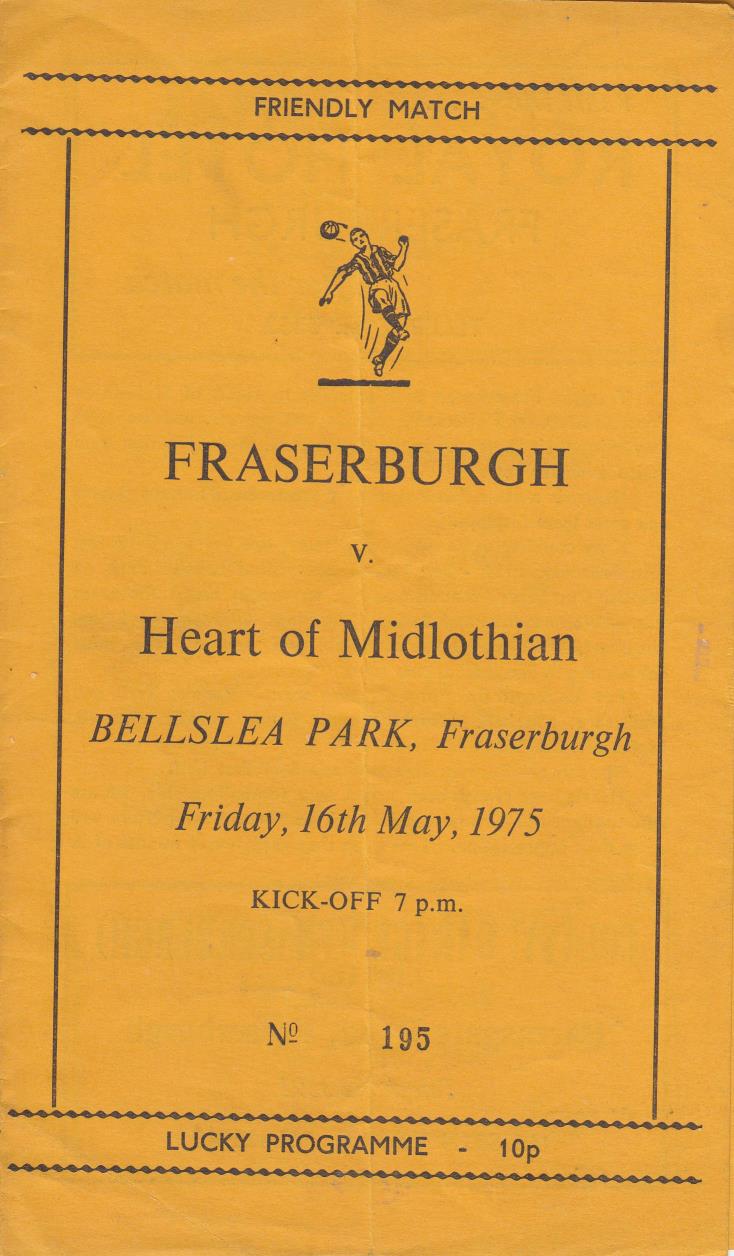 FRIENDLY MATCH
FRASERBURGH
v.
Heart of Midlothian
BELLSLEA PARK, Fraserburgh
Friday, 16th May, 1975
KICK-OFF 7 p.m.
Nº 195
LUCKY PROGRAMME - 10p